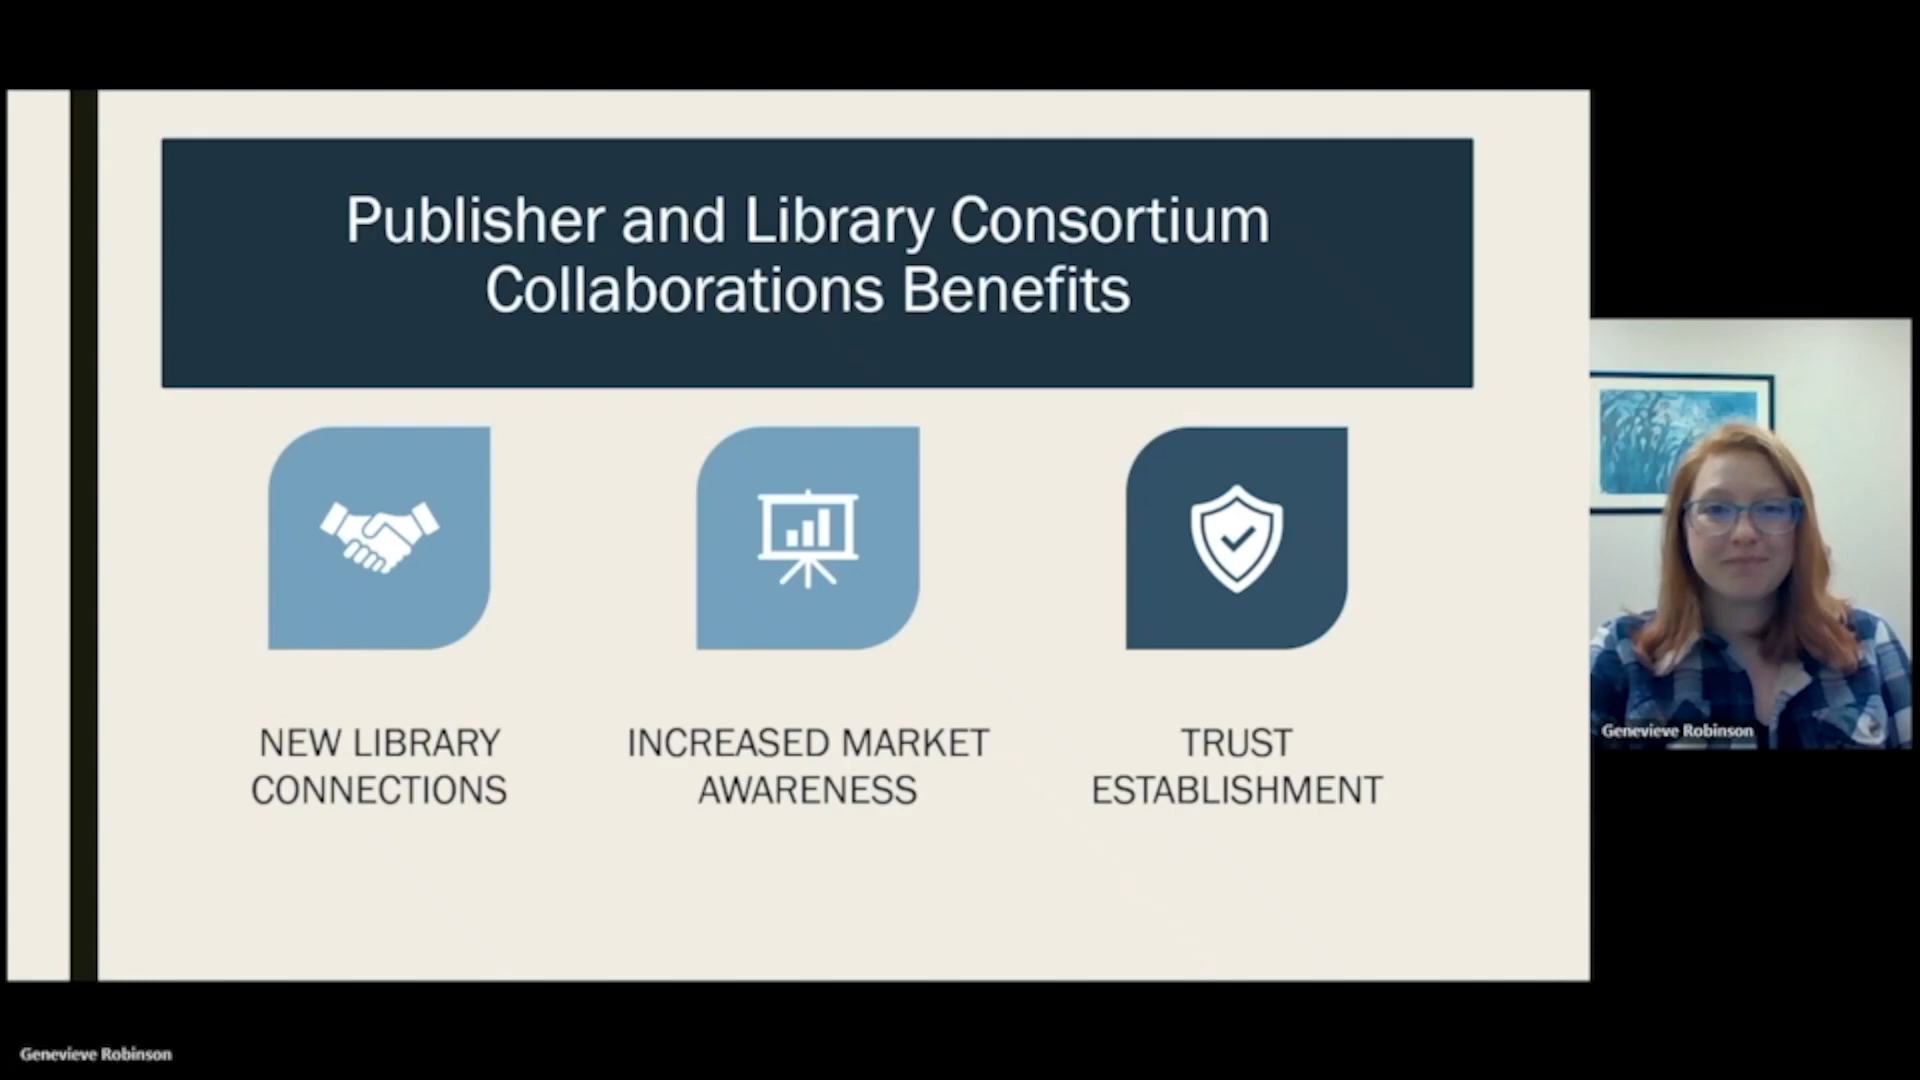 Publisher and Library Consortium
Collaborations Benefits
NEW LIBRARY
CONNECTIONS
INCREASED MARKET
AWARENESS
TRUST
ESTABLISHMENT
Genevieve Robinson
Genevieve Robinson